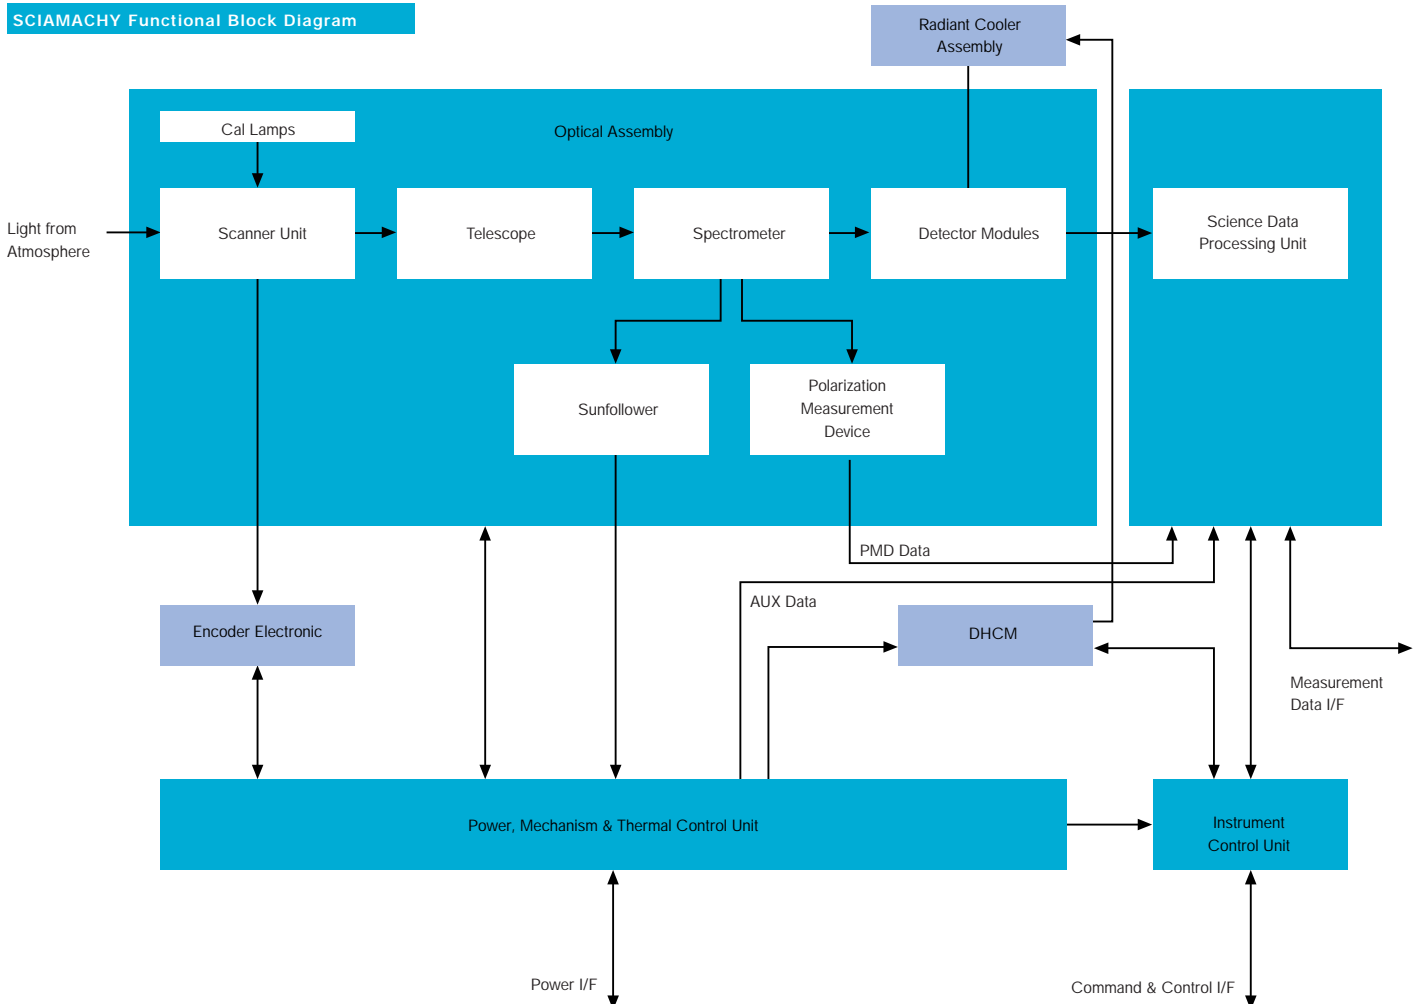 SCIAMACHY Functional Block Diagram
Radiant Cooler
Assembly
Cal Lamps
Optical Assembly
Light from
Atmosphere
Scanner Unit
Telescope
Spectrometer
Detector Modules
Science Data
Processing Unit
Sunfollower
Polarization
Measurement
Device
PMD Data
AUX Data
Encoder Electronic
DHCM
Measurement
Data I/F
Power, Mechanism & Thermal Control Unit
Instrument
Control Unit
Power I/F
Command & Control I/F